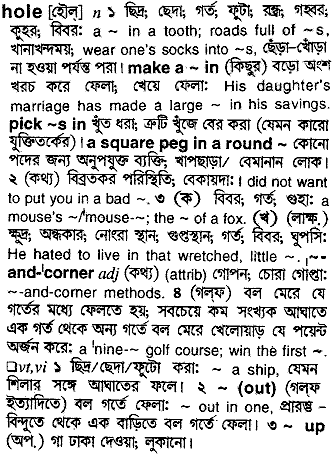 hole [হৌল্] n ১ ছিদ্র, ছেদা, গর্ত, ফুটা, রন্ধ্র, গহ্বর,
কুহর, বিবর: a ~ in a tooth; roads full of ~s,
খানাখন্দময়; wear one's socks into ~s, ছেঁড়া-খোঁড়া
না হওয়া পর্যন্ত পরা। make a ~ in (কিছুর) বড়ো অংশ
খরচ করে ফেলা; খেয়ে ফেলা: His daughter's
marriage has made a large ~ in his savings.
pick ~s in খুঁত ধরা; ত্রুটি খুঁজে বের করা (যেমন কারো
যুক্তিতর্কের)। a square peg in a round ~ কোনো
পদের জন্য অনুপযুক্ত ব্যক্তি; খাপছাড়া/ বেমানান লোক।
২ (কথ্য) বিব্রতকর পরিস্থিতি; বেকায়দা: I did not want
to put you in a bad ~. ৩ (ক) বিবর, গর্ত, গুহা: a
mouse's ~/ˈmouse-~; the ~ of a fox. (খ) (লাক্ষ.)
ক্ষুদ্র, অন্ধকার, নোংরা স্থান; গুপ্তস্থান, গর্ত, বিবর, ঘুপসি:
He hated to live in that wretched, little ~. ˌ~-
and-ˈcorner adj (কথ্য) (attrib) গোপন; চোরা গোপ্তা:
~-and-corner methods. ৪ (গল্‌ফ) বল মেরে যে
গর্তের মধ্যে ফেলতে হয়; সবচেয়ে কম সংখ্যক আঘাতে
এক গর্ত থেকে অন্য গর্তে বল মেরে খেলোয়াড় যে পয়েন্ট
অর্জন করে: a ˈnine-~ golf course; win the first ~.
□vt,vi ১ ছিদ্র/ছেদা/ফুটো করা: ~ a ship, যেমন
শিলার সঙ্গে আঘাতের ফলে। ২ ~ (out) (গল্‌ফ
ইত্যাদিতে) বল গর্তে ফেলা: ~ out in one, প্রারম্ভ-
বিন্দুতে থেকে এক বাড়িতে বল গর্তে ফেলা। ৩ ~ up
(অপ.) গা ঢাকা দেওয়া; লুকানো।